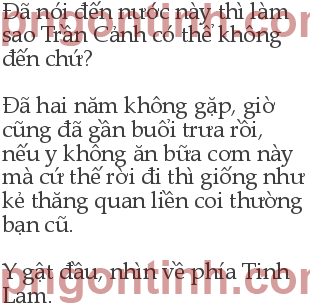 Đã nói đến nước này thì làm
sao Trần Cảnh có thể không
đến chứ?
Đã hai năm không gặp, giờ
cũng đã gần buổi trưa rồi,
nếu y không ăn bữa cơm này
mà cứ thế rời đi thì giống như
kẻ thăng quan liền coi thường
bạn cũ.
Y gật đầu, nhìn về phía Tinh
Lam.